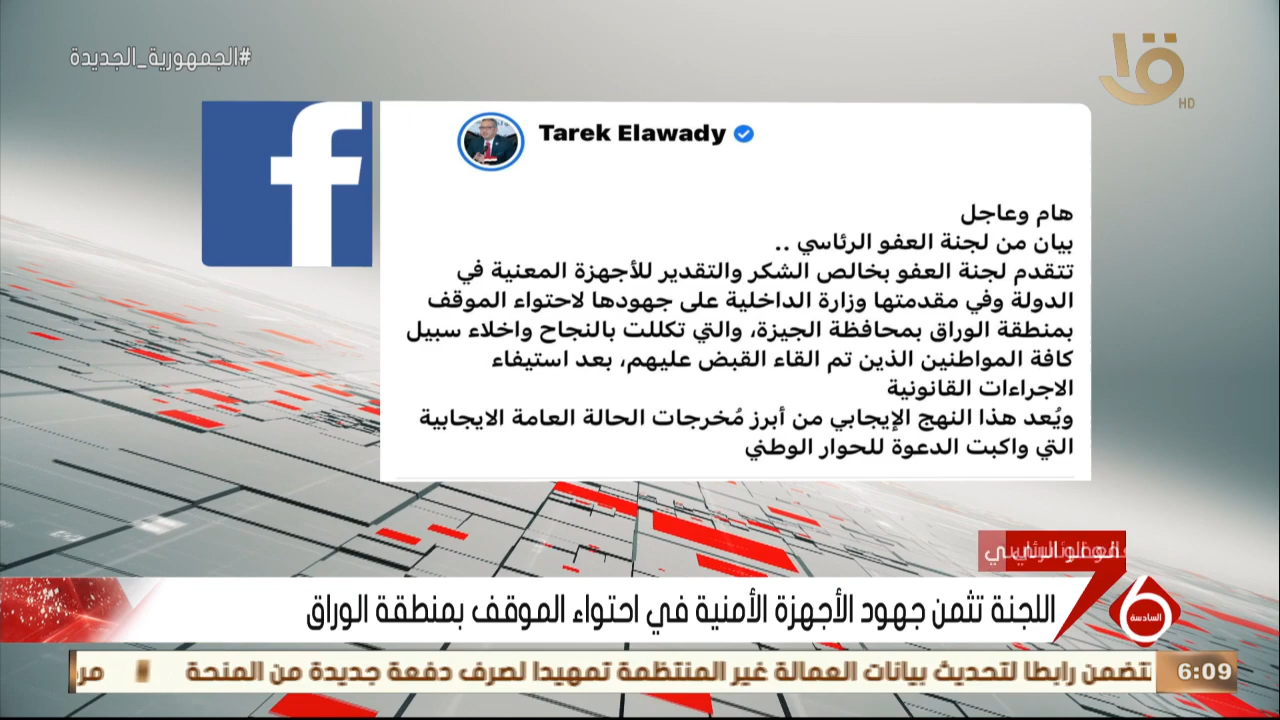 #الجمهورية_الجديدة
HD
Tarek Elawady
هام وعاجل
بيان من لجنة العفو الرئاسي ..
تتقدم لجنة العفو بخالص الشكر والتقدير للأجهزة المعنية في
الدولة وفي مقدمتها وزارة الداخلية على جهودها لاحتواء الموقف
بمنطقة الوراق بمحافظة الجيزة، والتي تكللت بالنجاح واخلاء سبيل
كافة المواطنين الذين تم القاء القبض عليهم، بعد استيفاء
الاجراءات القانونية
ويُعد هذا النهج الإيجابي من أبرز مُخرجات الحالة العامة الايجابية
التي واكبت الدعوة للحوار الوطني
اللجنة تثمن جهود الأجهزة الأمنية في احتواء الموقف بمنطقة الوراق
6
السادسة
تتضمن رابطا لتحديث بيانات العمالة غير المنتظمة تمهيدا لصرف دفعة جديدة من المنحة
6:09